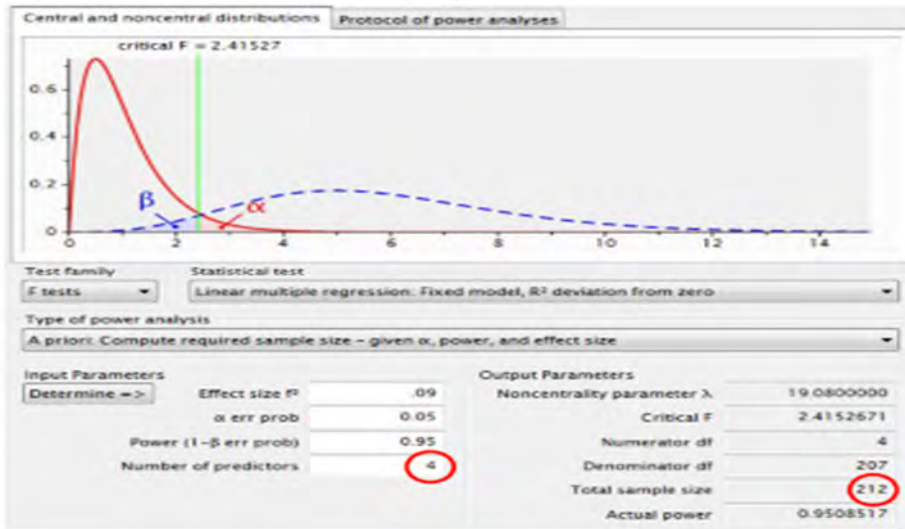 Central and noncentral distributions Protocol of power analyses
critical F = 2.41527
0.6
0.4
0.2
β α
0
0 2 4 6 8 10 12 14
Test family Statistical test
F tests Linear multiple regression: Fixed model, R² deviation from zero
Type of power analysis
A priori: Compute required sample size – given α, power, and effect size
Input Parameters Output Parameters
Determine => Effect size f² .09 Noncentrality parameter λ 19.0800000
α err prob 0.05 Critical F 2.4152671
Power (1-β err prob) 0.95 Numerator df 4
Number of predictors 4 Denominator df 207
Total sample size 212
Actual power 0.9508517